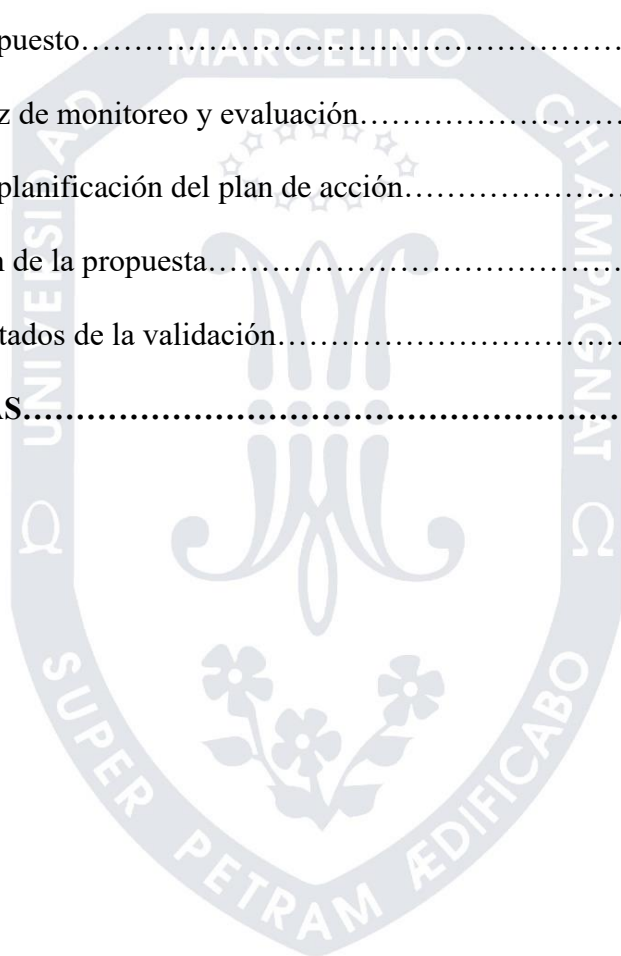 puesto……………………………………………
z de monitoreo y evaluación……………………
planificación del plan de acción…………………
de la propuesta……………………………………
tados de la validación……………………………
AS……………………………………………………
UNIVERSIDAD MARCELINO CHAMPAGNAT
SUPER PETRAM ÆDIFICABO